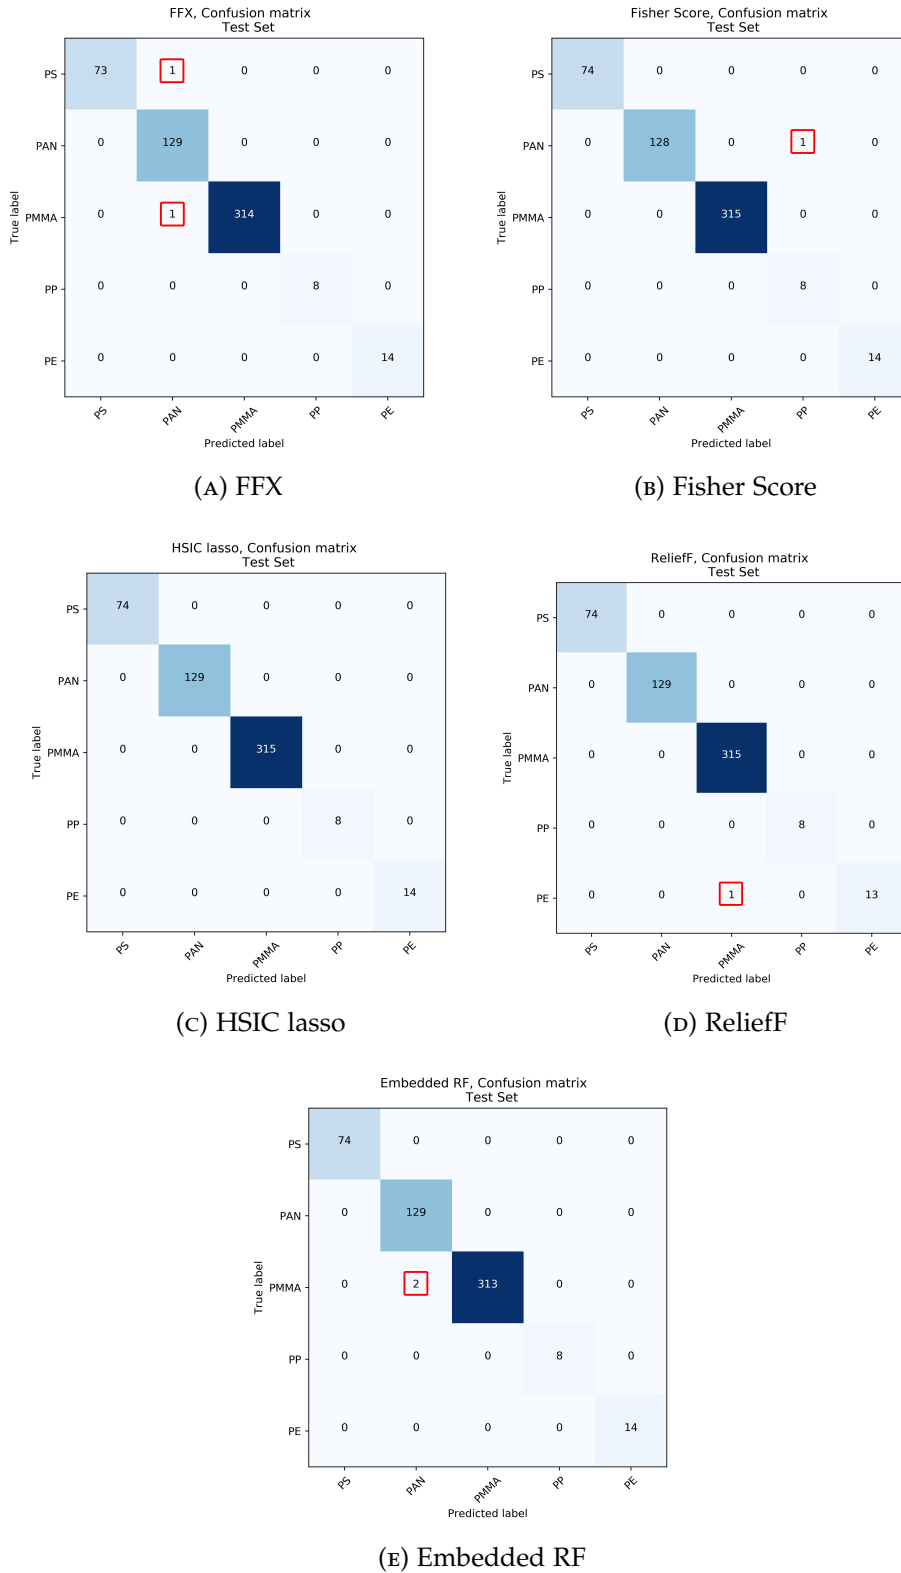 FFX, Confusion matrix
Test Set
PS 73 1 0 0 0
PAN 0 129 0 0 0
PMMA 0 1 314 0 0
PP 0 0 0 8 0
PE 0 0 0 0 14
True label
PS PAN PMMA PP PE
Predicted label
(A) FFX
Fisher Score, Confusion matrix
Test Set
PS 74 0 0 0 0
PAN 0 128 0 1 0
PMMA 0 0 315 0 0
PP 0 0 0 8 0
PE 0 0 0 0 14
True label
PS PAN PMMA PP PE
Predicted label
(B) Fisher Score
HSIC lasso, Confusion matrix
Test Set
PS 74 0 0 0 0
PAN 0 129 0 0 0
PMMA 0 0 315 0 0
PP 0 0 0 8 0
PE 0 0 0 0 14
True label
PS PAN PMMA PP PE
Predicted label
(C) HSIC lasso
ReliefF, Confusion matrix
Test Set
PS 74 0 0 0 0
PAN 0 129 0 0 0
PMMA 0 0 315 0 0
PP 0 0 0 8 0
PE 0 0 1 0 13
True label
PS PAN PMMA PP PE
Predicted label
(D) ReliefF
Embedded RF, Confusion matrix
Test Set
PS 74 0 0 0 0
PAN 0 129 0 0 0
PMMA 0 2 313 0 0
PP 0 0 0 8 0
PE 0 0 0 0 14
True label
PS PAN PMMA PP PE
Predicted label
(E) Embedded RF